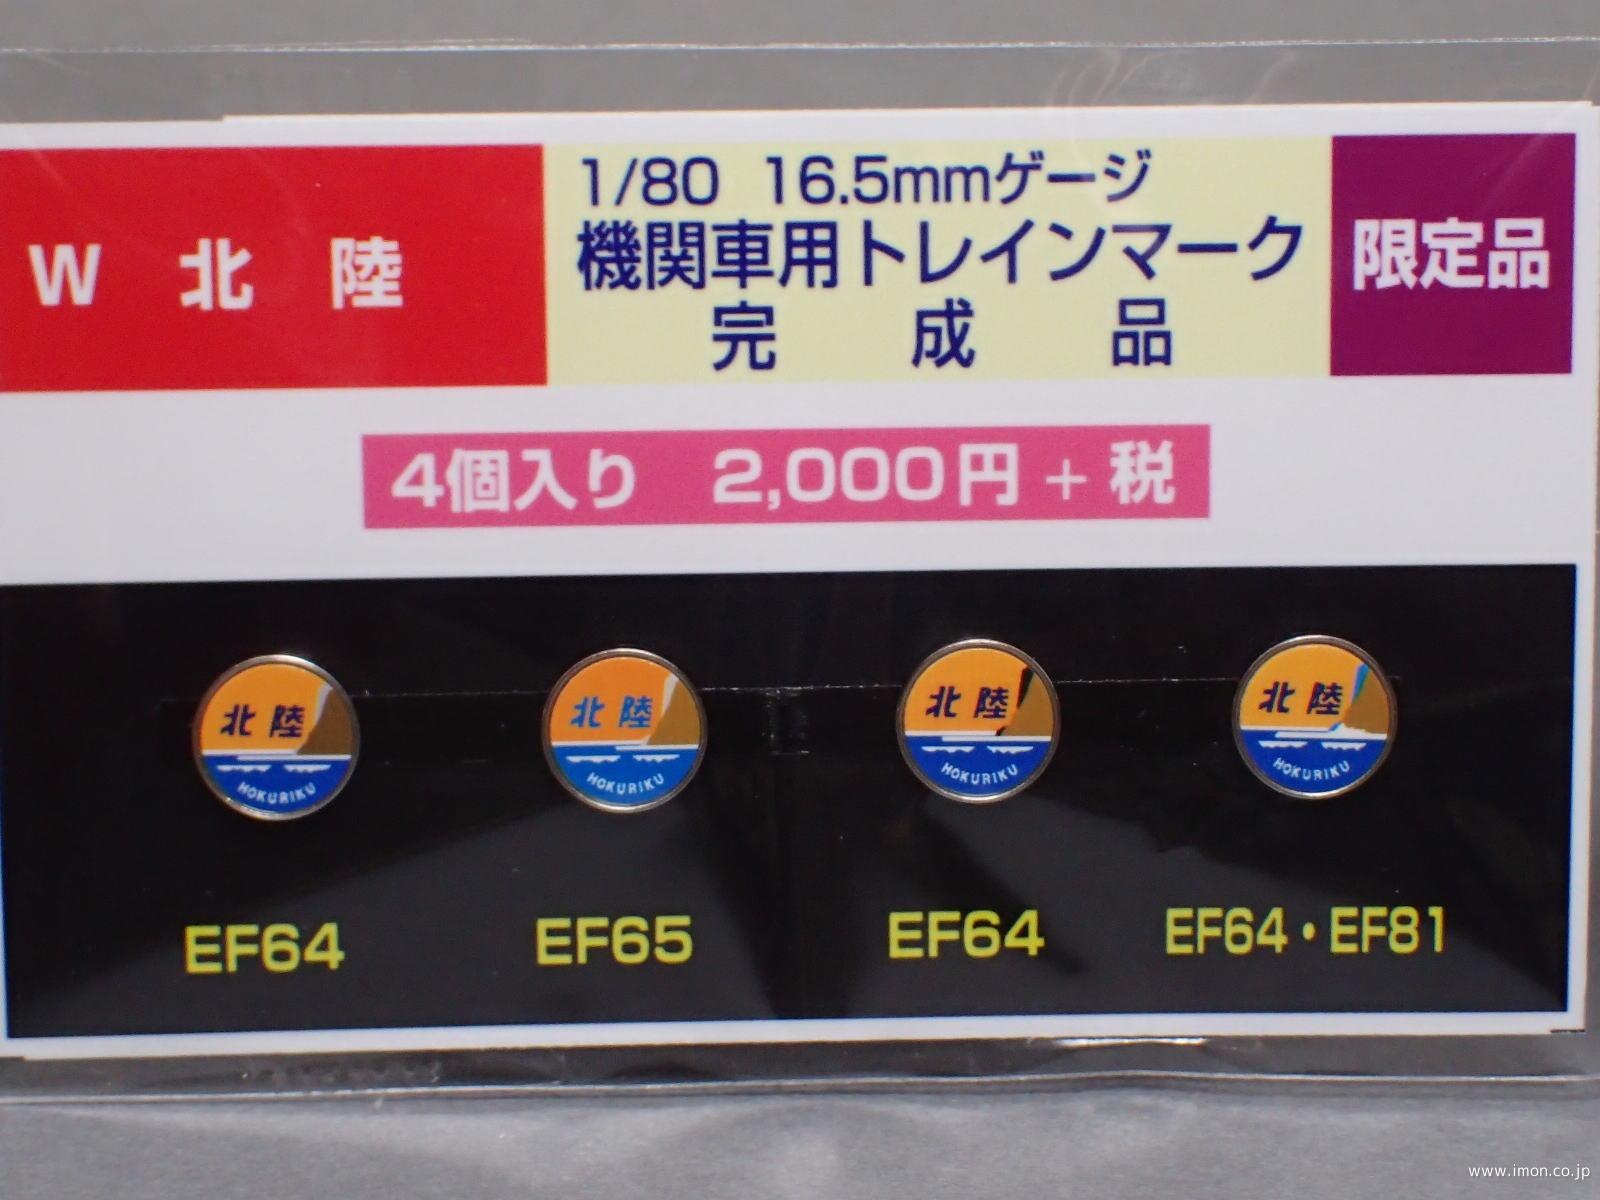 W 北 陸
1/80 16.5mmゲージ
機関車用トレインマーク
完 成 品
限定品
4個入り 2,000円 + 税
北 陸
HOKURIKU
北 陸
HOKURIKU
北 陸
HOKURIKU
北 陸
HOKURIKU
EF64
EF65
EF64
EF64・EF81
www.imon.co.jp